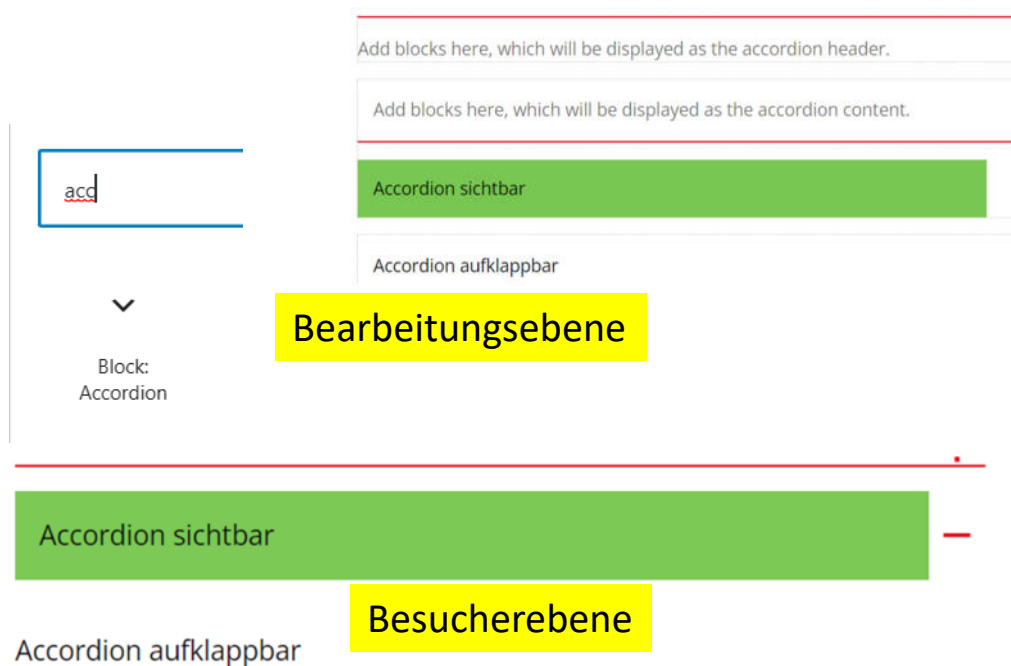 Add blocks here, which will be displayed as the accordion header.
Add blocks here, which will be displayed as the accordion content.
acc
Accordion sichtbar
Accordion aufklappbar
Bearbeitungsebene
Block:
Accordion
Accordion sichtbar
Besucherebene
Accordion aufklappbar